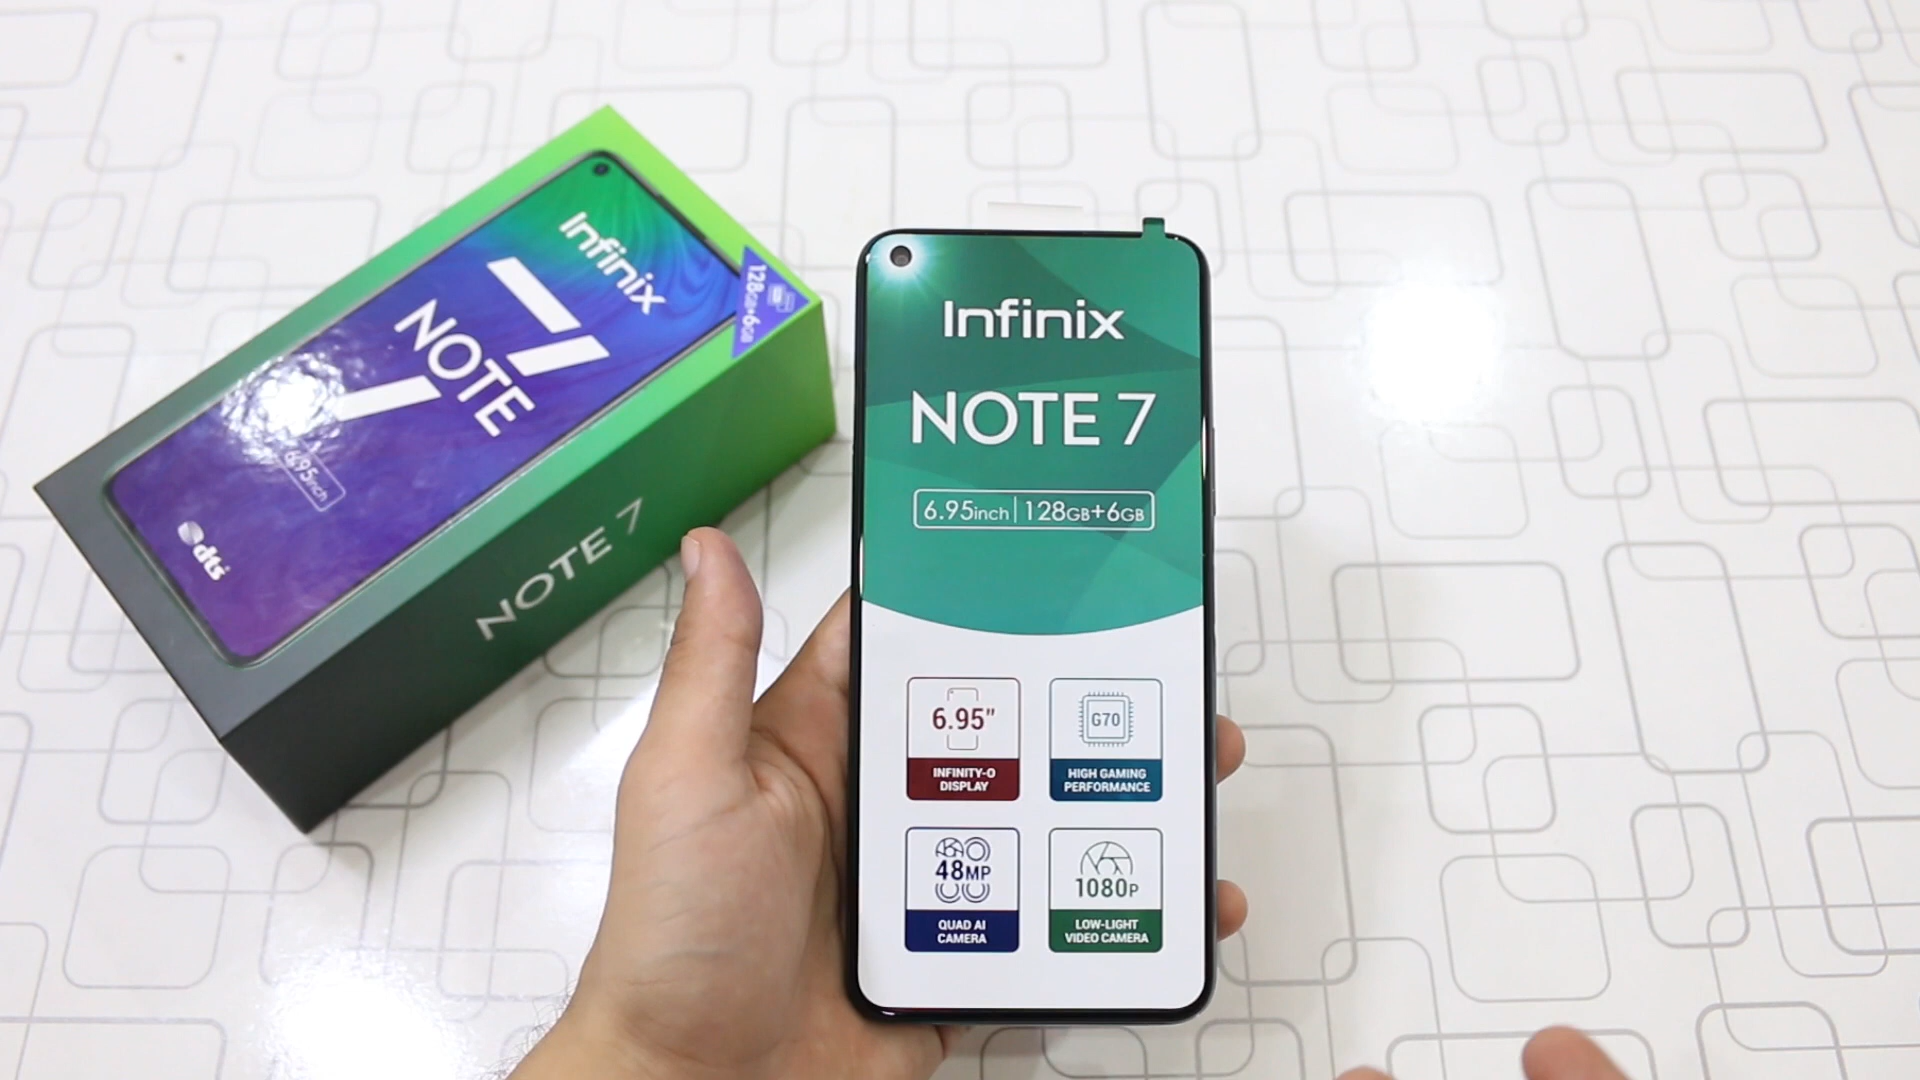 Infinix
7
NOTE
128GB+6GB
6.95inch
dts
NOTE 7
Infinix
NOTE 7
6.95inch | 128GB+6GB
6.95"
INFINITY-O
DISPLAY
G70
HIGH GAMING
PERFORMANCE
48MP
QUAD AI
CAMERA
1080P
LOW-LIGHT
VIDEO CAMERA